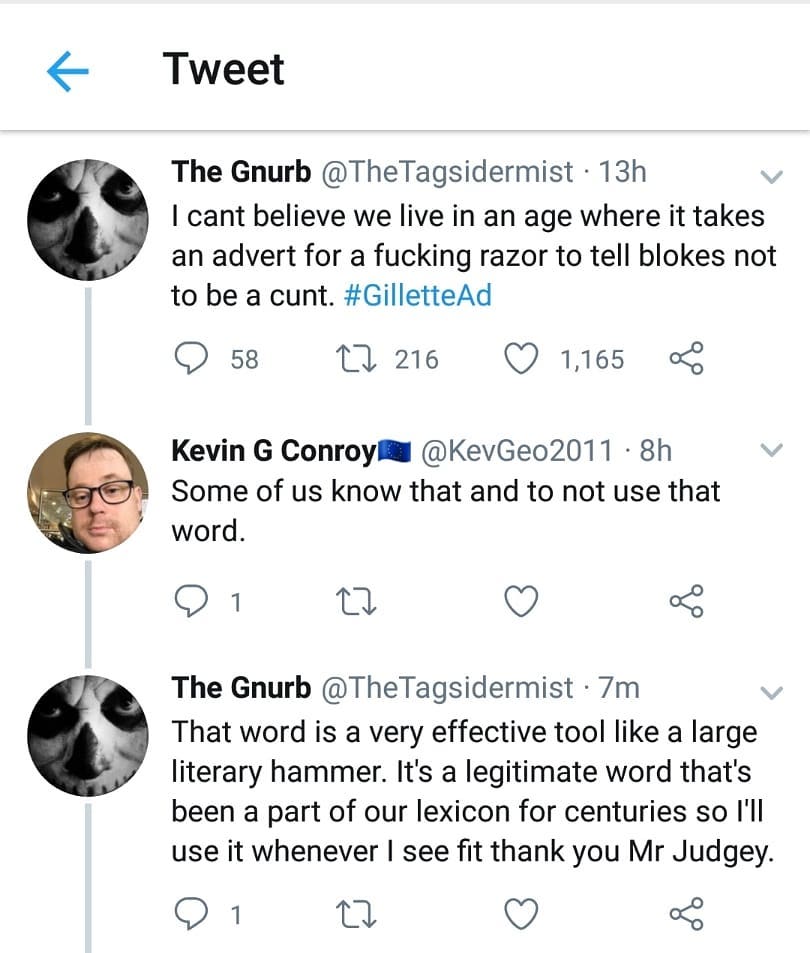 Tweet
The Gnurb @TheTagsidermist · 13h
I cant believe we live in an age where it takes
an advert for a fucking razor to tell blokes not
to be a cunt. #GilletteAd
58 216 1,165
Kevin G Conroy🇪🇺 @KevGeo2011 · 8h
Some of us know that and to not use that
word.
1
The Gnurb @TheTagsidermist · 7m
That word is a very effective tool like a large
literary hammer. It's a legitimate word that's
been a part of our lexicon for centuries so I'll
use it whenever I see fit thank you Mr Judgey.
1